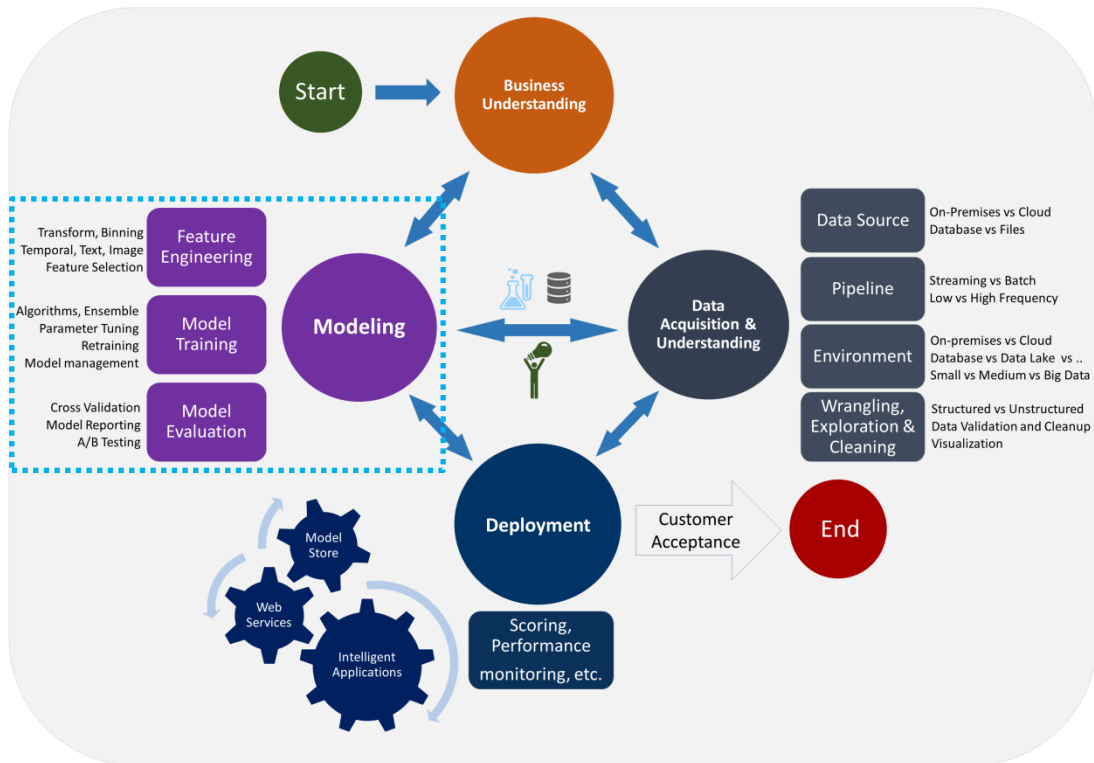 Start
Business
Understanding
Transform, Binning
Temporal, Text, Image
Feature Selection
Feature
Engineering
Algorithms, Ensemble
Parameter Tuning
Retraining
Model management
Model
Training
Cross Validation
Model Reporting
A/B Testing
Model
Evaluation
Modeling
Data
Acquisition &
Understanding
Data Source
On-Premises vs Cloud
Database vs Files
Pipeline
Streaming vs Batch
Low vs High Frequency
Environment
On-premises vs Cloud
Database vs Data Lake vs ..
Small vs Medium vs Big Data
Wrangling,
Exploration &
Cleaning
Structured vs Unstructured
Data Validation and Cleanup
Visualization
Deployment
Customer
Acceptance
End
Model
Store
Web
Services
Intelligent
Applications
Scoring,
Performance
monitoring, etc.